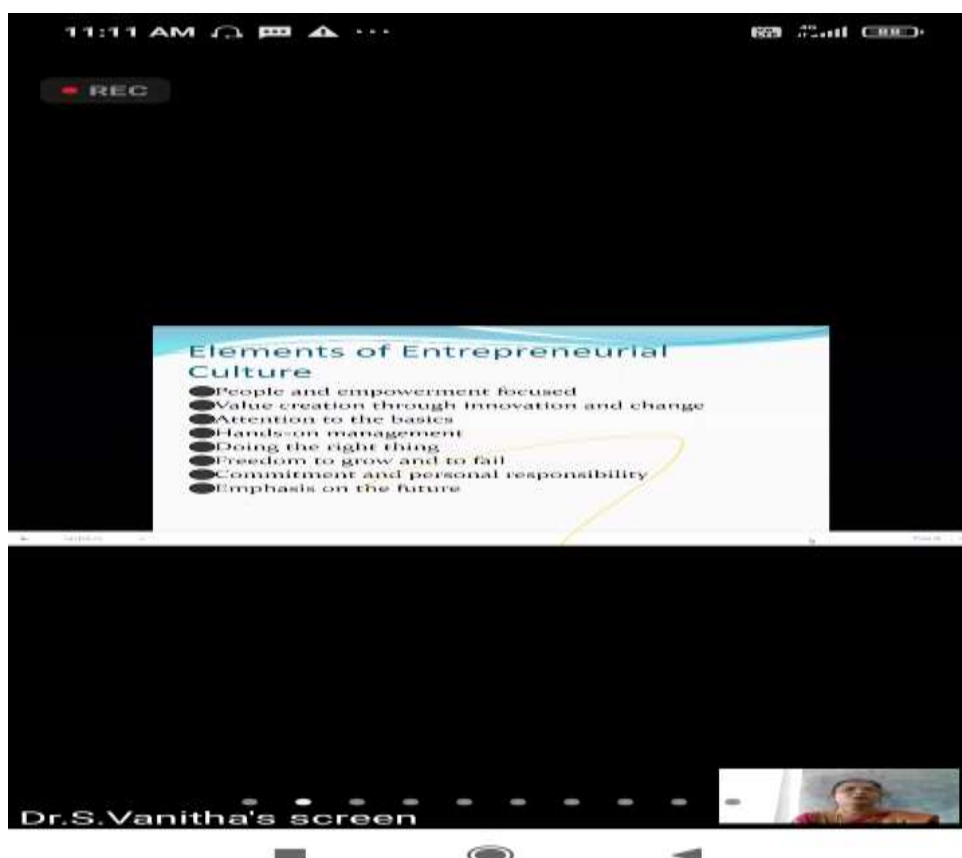 11:11 AM
REC
Elements of Entrepreneurial
Culture
People and empowerment focused
Value creation through innovation and change
Attention to the basics
Hands-on management
Doing the right thing
Freedom to grow and to fail
Commitment and personal responsibility
Emphasis on the future
Dr.S.Vanitha's screen